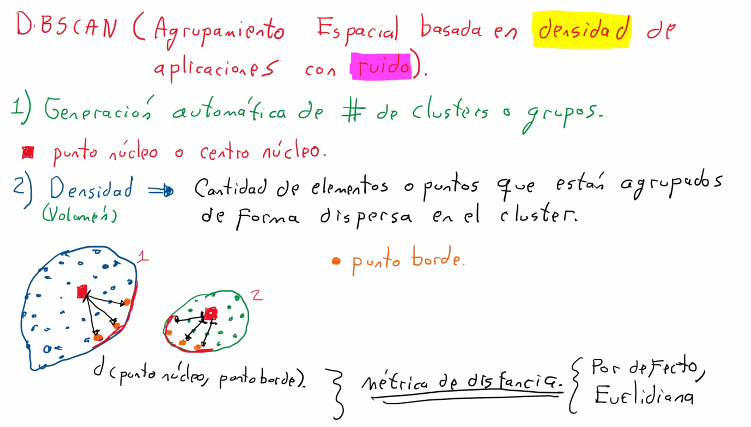 D.BSCAN (Agrupamiento Espacial basada en densidad de
aplicaciones con ruido).
1) Generación automática de # de clusters o grupos.
punto núcleo o centro núcleo.
2) Densidad ⇒ Cantidad de elementos o puntos que están agrupados
(Volumen) de forma dispersa en el cluster.
punto borde.
1
2
d(punto núcleo, punto borde). } métrica de distancia. { Por defecto,
Euclidiana